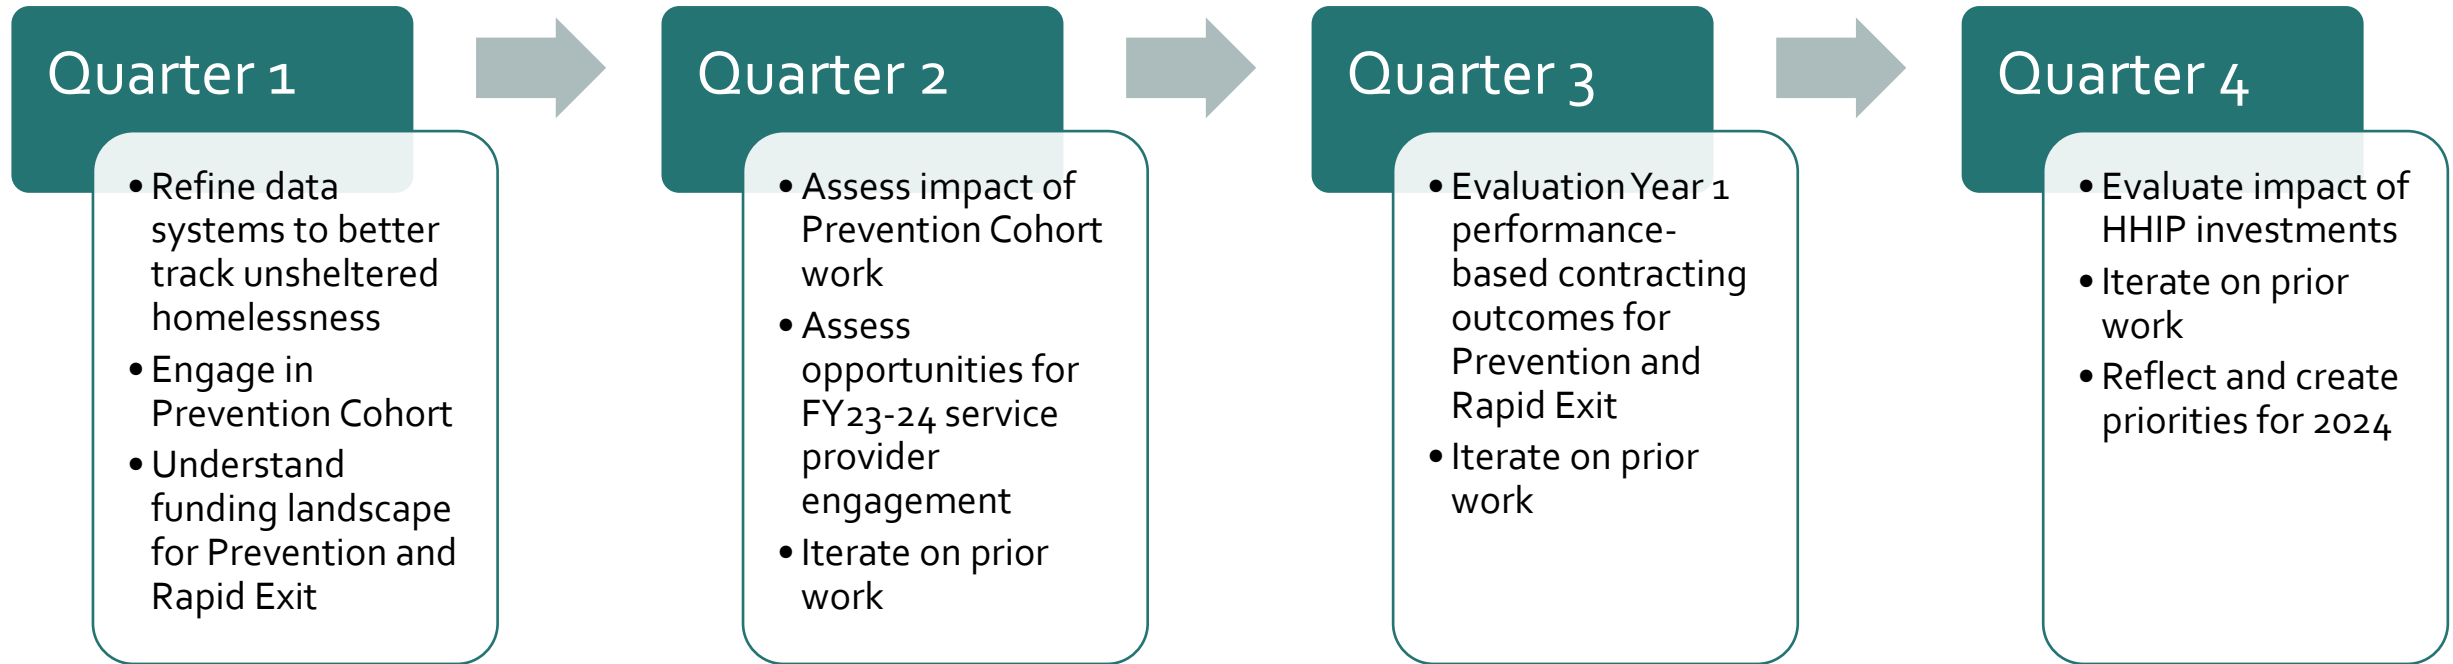 Quarter 1
• Refine data
systems to better
track unsheltered
homelessness
• Engage in
Prevention Cohort
• Understand
funding landscape
for Prevention and
Rapid Exit
Quarter 2
• Assess impact of
Prevention Cohort
work
• Assess
opportunities for
FY23-24 service
provider
engagement
• Iterate on prior
work
Quarter 3
• Evaluation Year 1
performance-
based contracting
outcomes for
Prevention and
Rapid Exit
• Iterate on prior
work
Quarter 4
• Evaluate impact of
HHIP investments
• Iterate on prior
work
• Reflect and create
priorities for 2024